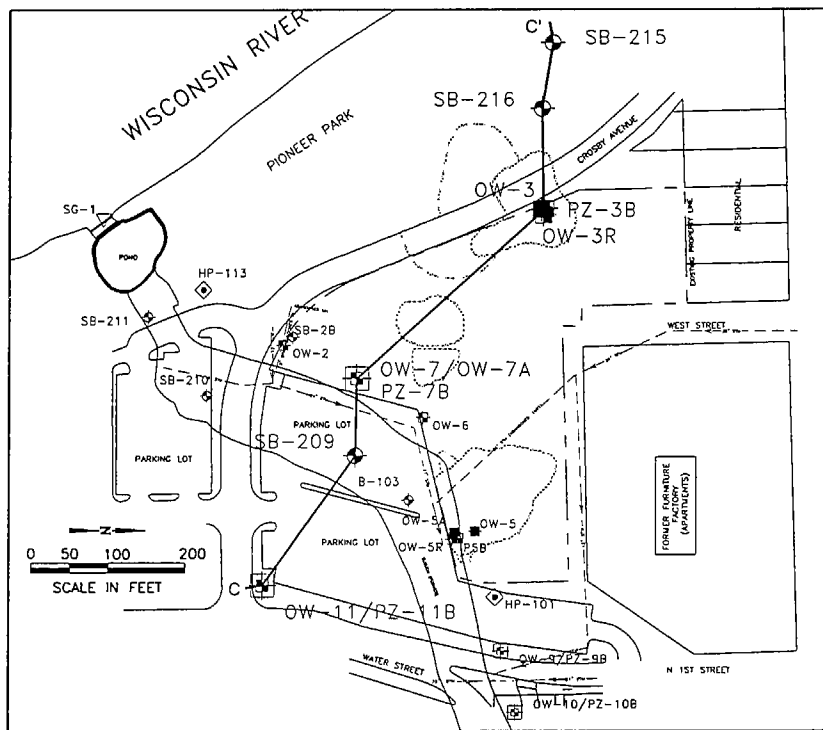 C'
SB-215
WISCONSIN RIVER
SB-216
PIONEER PARK
CROSBY AVENUE
OW-3
PZ-3B
OW-3R
SG-1
POND
EXISTING PROPERTY LINE
RESIDENTIAL
HP-113
SB-211
SB-2B
OW-2
WEST STREET
OW-7/OW-7A
PZ-7B
SB-210
OW-6
PARKING LOT
PARKING LOT
SB-209
B-103
OW-5A
OW-5
OW-5R
P5B
FORMER FURNITURE
FACTORY
(APARTMENTS)
N
0 50 100 200
SCALE IN FEET
PARKING LOT
C
OW-11/PZ-11B
HP-101
OW-9/PZ-9B
N 1ST STREET
WATER STREET
OW-10/PZ-10B